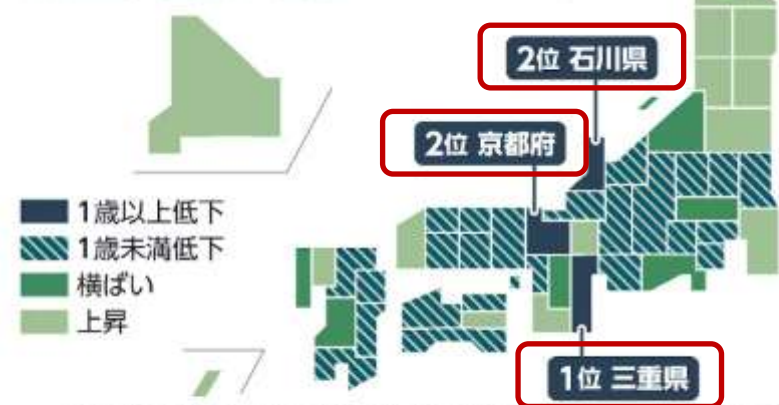 2位 石川県
2位 京都府
1歳以上低下
1歳未満低下
横ばい
上昇
1位 三重県